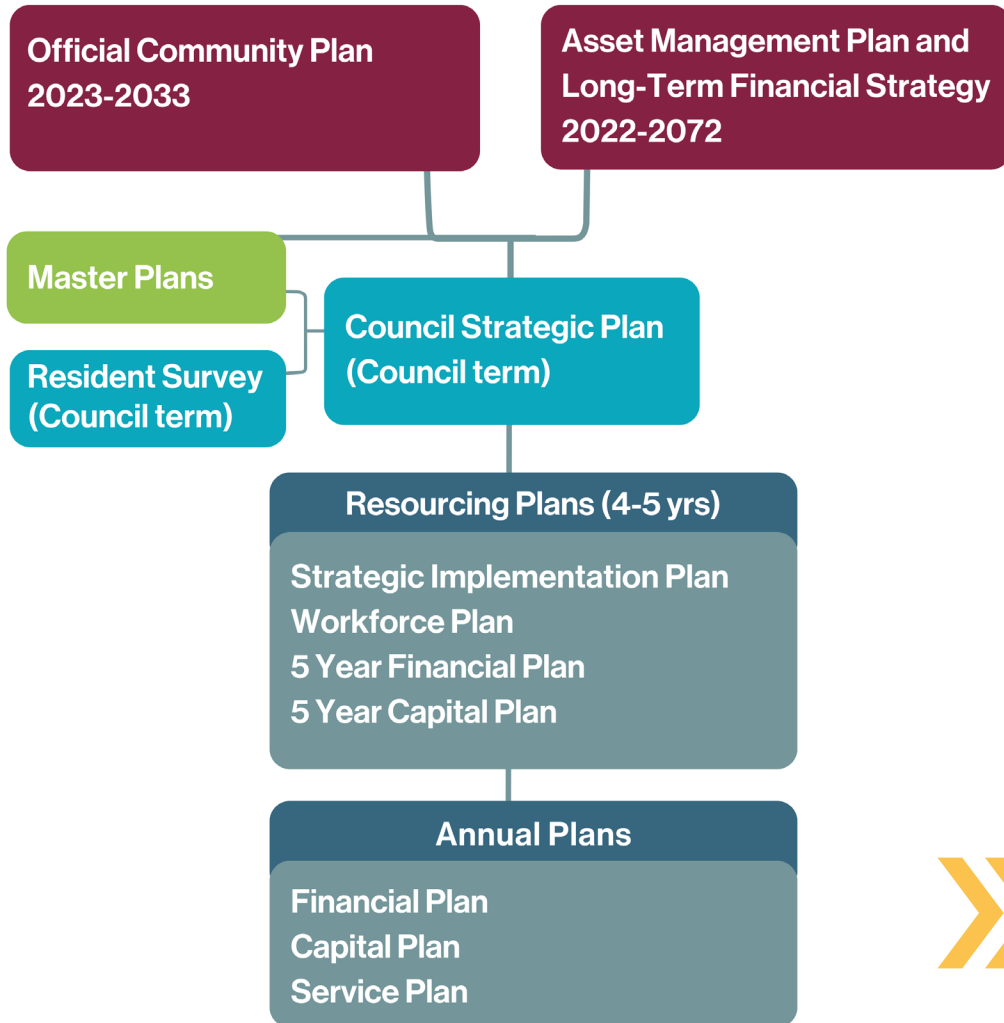 Official Community Plan
2023-2033
Asset Management Plan and
Long-Term Financial Strategy
2022-2072
Master Plans
Resident Survey
(Council term)
Council Strategic Plan
(Council term)
Resourcing Plans (4-5 yrs)
Strategic Implementation Plan
Workforce Plan
5 Year Financial Plan
5 Year Capital Plan
Annual Plans
Financial Plan
Capital Plan
Service Plan